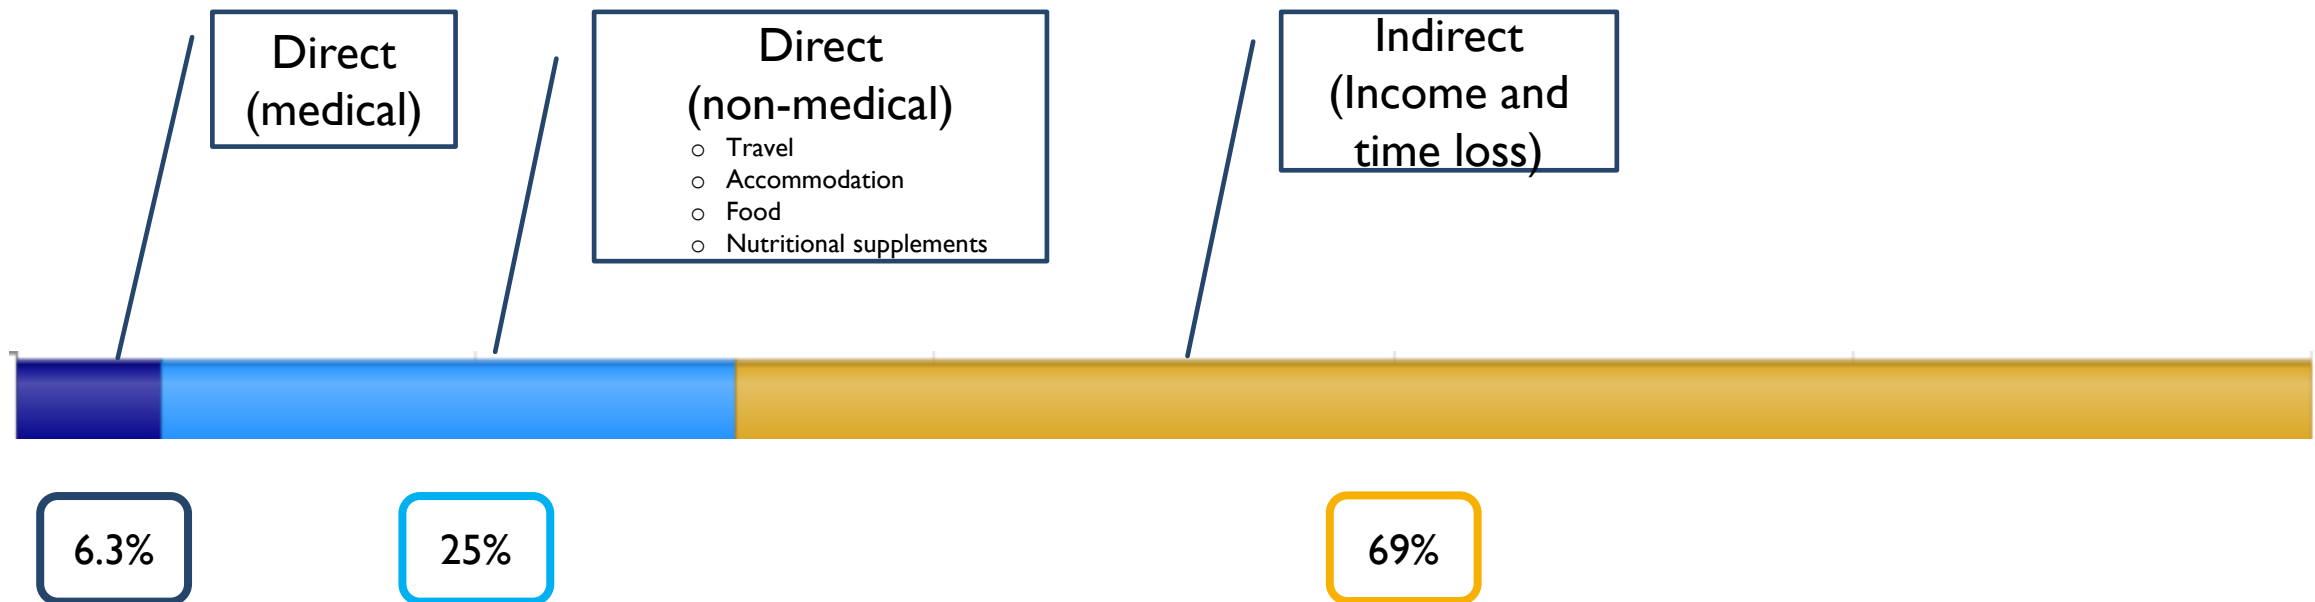 Direct
(medical)
Direct
(non-medical)
o Travel
o Accommodation
o Food
o Nutritional supplements
Indirect
(Income and
time loss)
6.3%
25%
69%